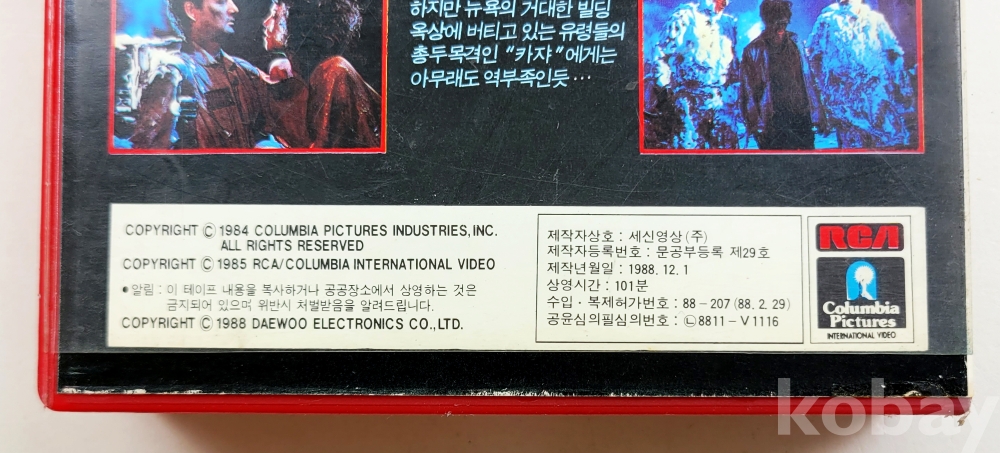 하지만 뉴욕의 거대한 빌딩
옥상에 버티고 있는 유령들의
총두목격인 “카쟈”에게는
아무래도 역부족인듯…
COPYRIGHT Ⓒ 1984 COLUMBIA PICTURES INDUSTRIES, INC.
ALL RIGHTS RESERVED
COPYRIGHT Ⓒ 1985 RCA/COLUMBIA INTERNATIONAL VIDEO
●알림 : 이 테이프 내용을 복사하거나 공공장소에서 상영하는 것은
금지되어 있으며 위반시 처벌받음을 알려드립니다.
COPYRIGHT Ⓒ 1988 DAEWOO ELECTRONICS CO., LTD.
제작자상호 : 세신영상(주)
제작자등록번호 : 문공부등록 제29호
제작년월일 : 1988. 12. 1
상영시간 : 101분
수입·복제허가번호 : 88-207 (88. 2. 29)
공윤심의필심의번호 : ㉡8811-V1116
RCA
Columbia
Pictures
INTERNATIONAL VIDEO
kobay